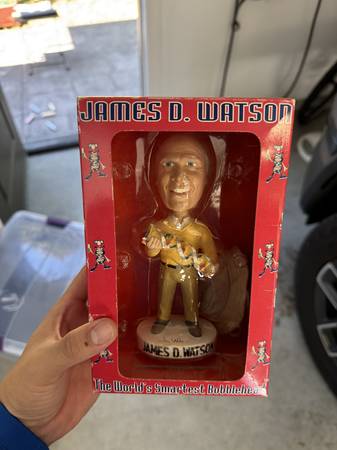 JAMES D. WATSON
JAMES D. WATSON
The World's Smartest Bobblehead